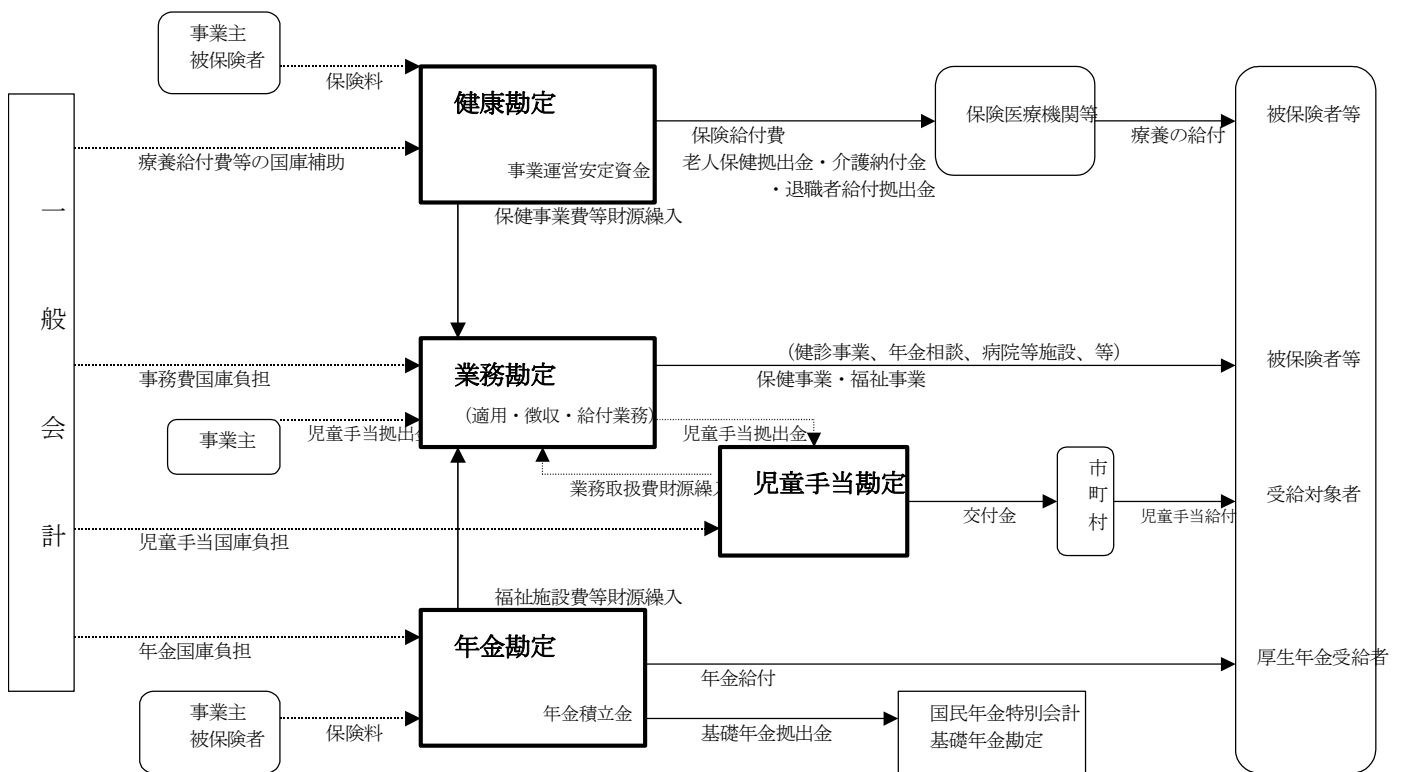 事業主
被保険者
保険料
健康勘定
事業運営安定資金
療養給付費等の国庫補助
保険給付費
老人保健拠出金・介護納付金
・退職者給付拠出金
保険医療機関等
療養の給付
被保険者等
保健事業費等財源繰入
一般会計
事務費国庫負担
業務勘定
(適用・徴収・給付業務)
(健診事業、年金相談、病院等施設、等)
保健事業・福祉事業
被保険者等
事業主
児童手当拠出
児童手当拠出金
業務取扱費財源繰
児童手当勘定
交付金
市町村
児童手当給付
受給対象者
児童手当国庫負担
福祉施設費等財源繰入
年金国庫負担
年金勘定
年金積立金
年金給付
厚生年金受給者
事業主
被保険者
保険料
基礎年金拠出金
国民年金特別会計
基礎年金勘定